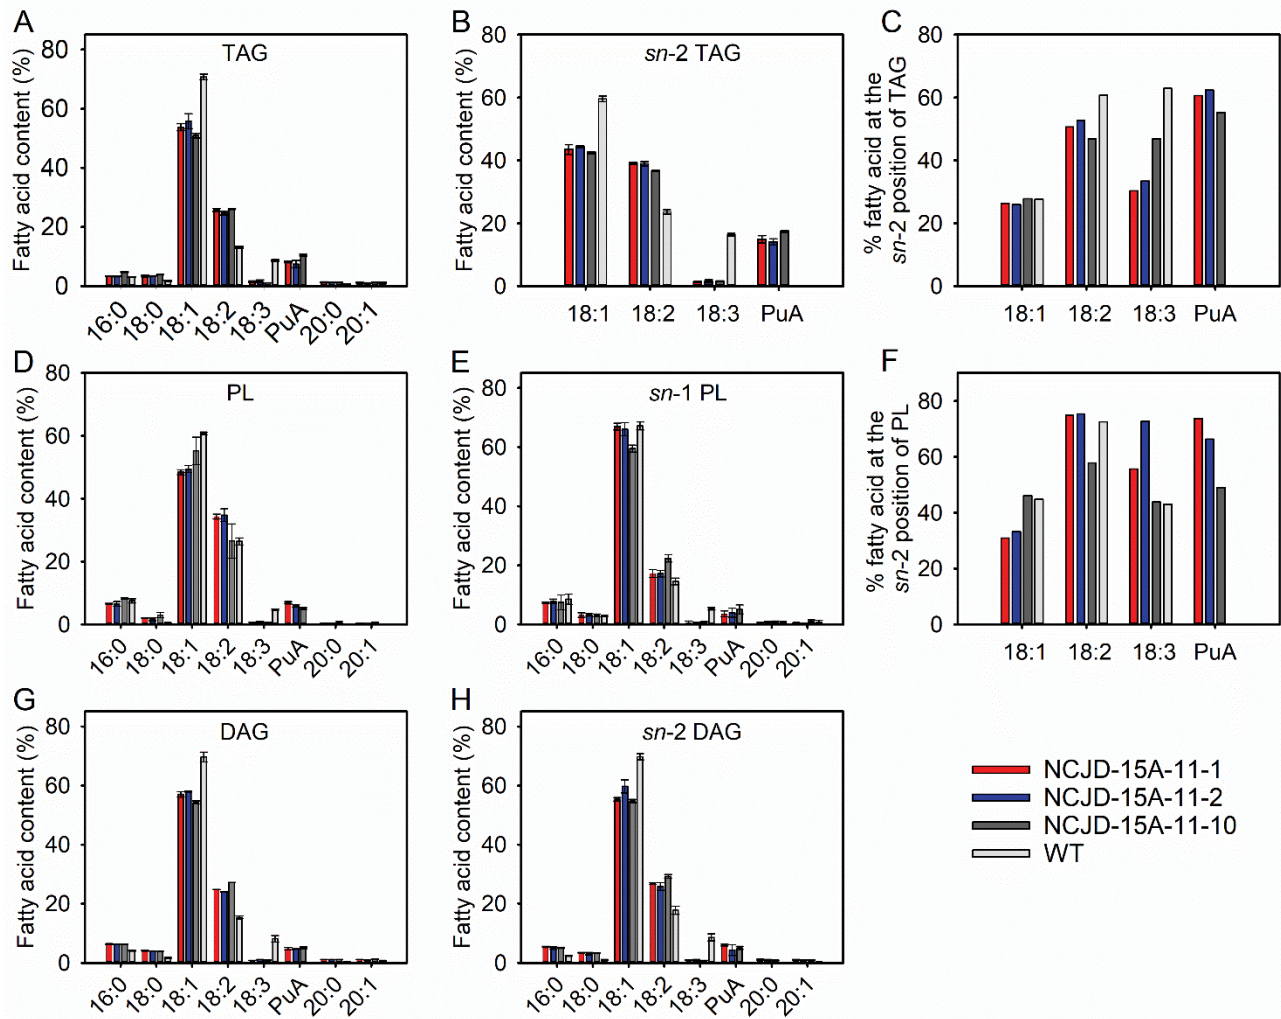 A
TAG
Fatty acid content (%)
80
60
40
20
0
16:0 18:0 18:1 18:2 18:3 PuA 20:0 20:1
B
sn-2 TAG
Fatty acid content (%)
80
60
40
20
0
18:1 18:2 18:3 PuA
C
% fatty acid at the
sn-2 position of TAG
80
60
40
20
0
18:1 18:2 18:3 PuA
D
PL
Fatty acid content (%)
80
60
40
20
0
16:0 18:0 18:1 18:2 18:3 PuA 20:0 20:1
E
sn-1 PL
Fatty acid content (%)
80
60
40
20
0
16:0 18:0 18:1 18:2 18:3 PuA 20:0 20:1
F
% fatty acid at the
sn-2 position of PL
80
60
40
20
0
18:1 18:2 18:3 PuA
G
DAG
Fatty acid content (%)
80
60
40
20
0
16:0 18:0 18:1 18:2 18:3 PuA 20:0 20:1
H
sn-2 DAG
Fatty acid content (%)
80
60
40
20
0
16:0 18:0 18:1 18:2 18:3 PuA 20:0 20:1
NCJD-15A-11-1
NCJD-15A-11-2
NCJD-15A-11-10
WT